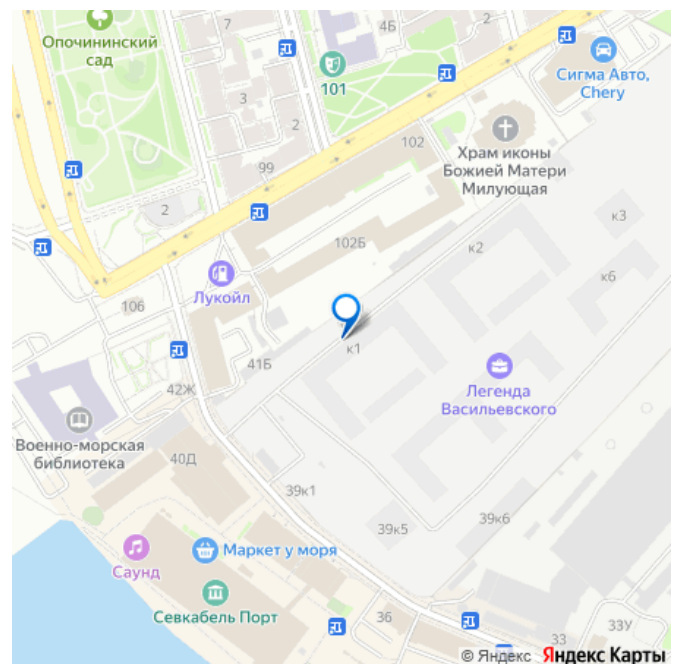 7
4Б
Опочининский
сад
101
Сигма Авто,
Chery
3
2
102
Храм иконы
Божией Матери
Милующая
99
2
к3
102Б
к2
к6
Лукойл
106
к1
41Б
Легенда
Васильевского
42Ж
Военно-морская
библиотека
40Д
39к1
39к6
39к5
Маркет у моря
Саунд
Севкабель Порт
36
33
33У
© Яндекс Яндекс Карты